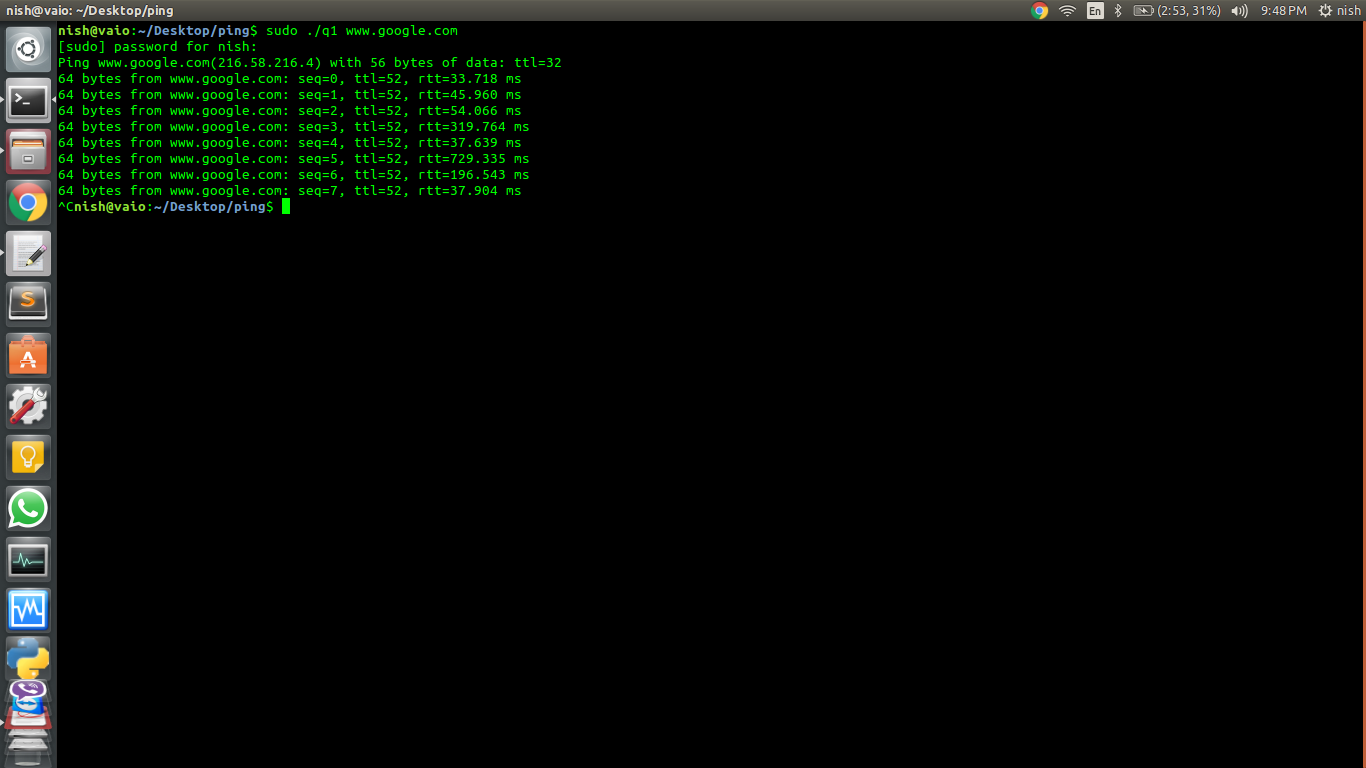 nish@vaio: ~/Desktop/ping
En
(2:53, 31%)
9:48 PM
nish
nish@vaio:~/Desktop/ping$ sudo ./q1 www.google.com
[sudo] password for nish:
Ping www.google.com(216.58.216.4) with 56 bytes of data: ttl=32
64 bytes from www.google.com: seq=0, ttl=52, rtt=33.718 ms
64 bytes from www.google.com: seq=1, ttl=52, rtt=45.960 ms
64 bytes from www.google.com: seq=2, ttl=52, rtt=54.066 ms
64 bytes from www.google.com: seq=3, ttl=52, rtt=319.764 ms
64 bytes from www.google.com: seq=4, ttl=52, rtt=37.639 ms
64 bytes from www.google.com: seq=5, ttl=52, rtt=729.335 ms
64 bytes from www.google.com: seq=6, ttl=52, rtt=196.543 ms
64 bytes from www.google.com: seq=7, ttl=52, rtt=37.904 ms
^Cnish@vaio:~/Desktop/ping$